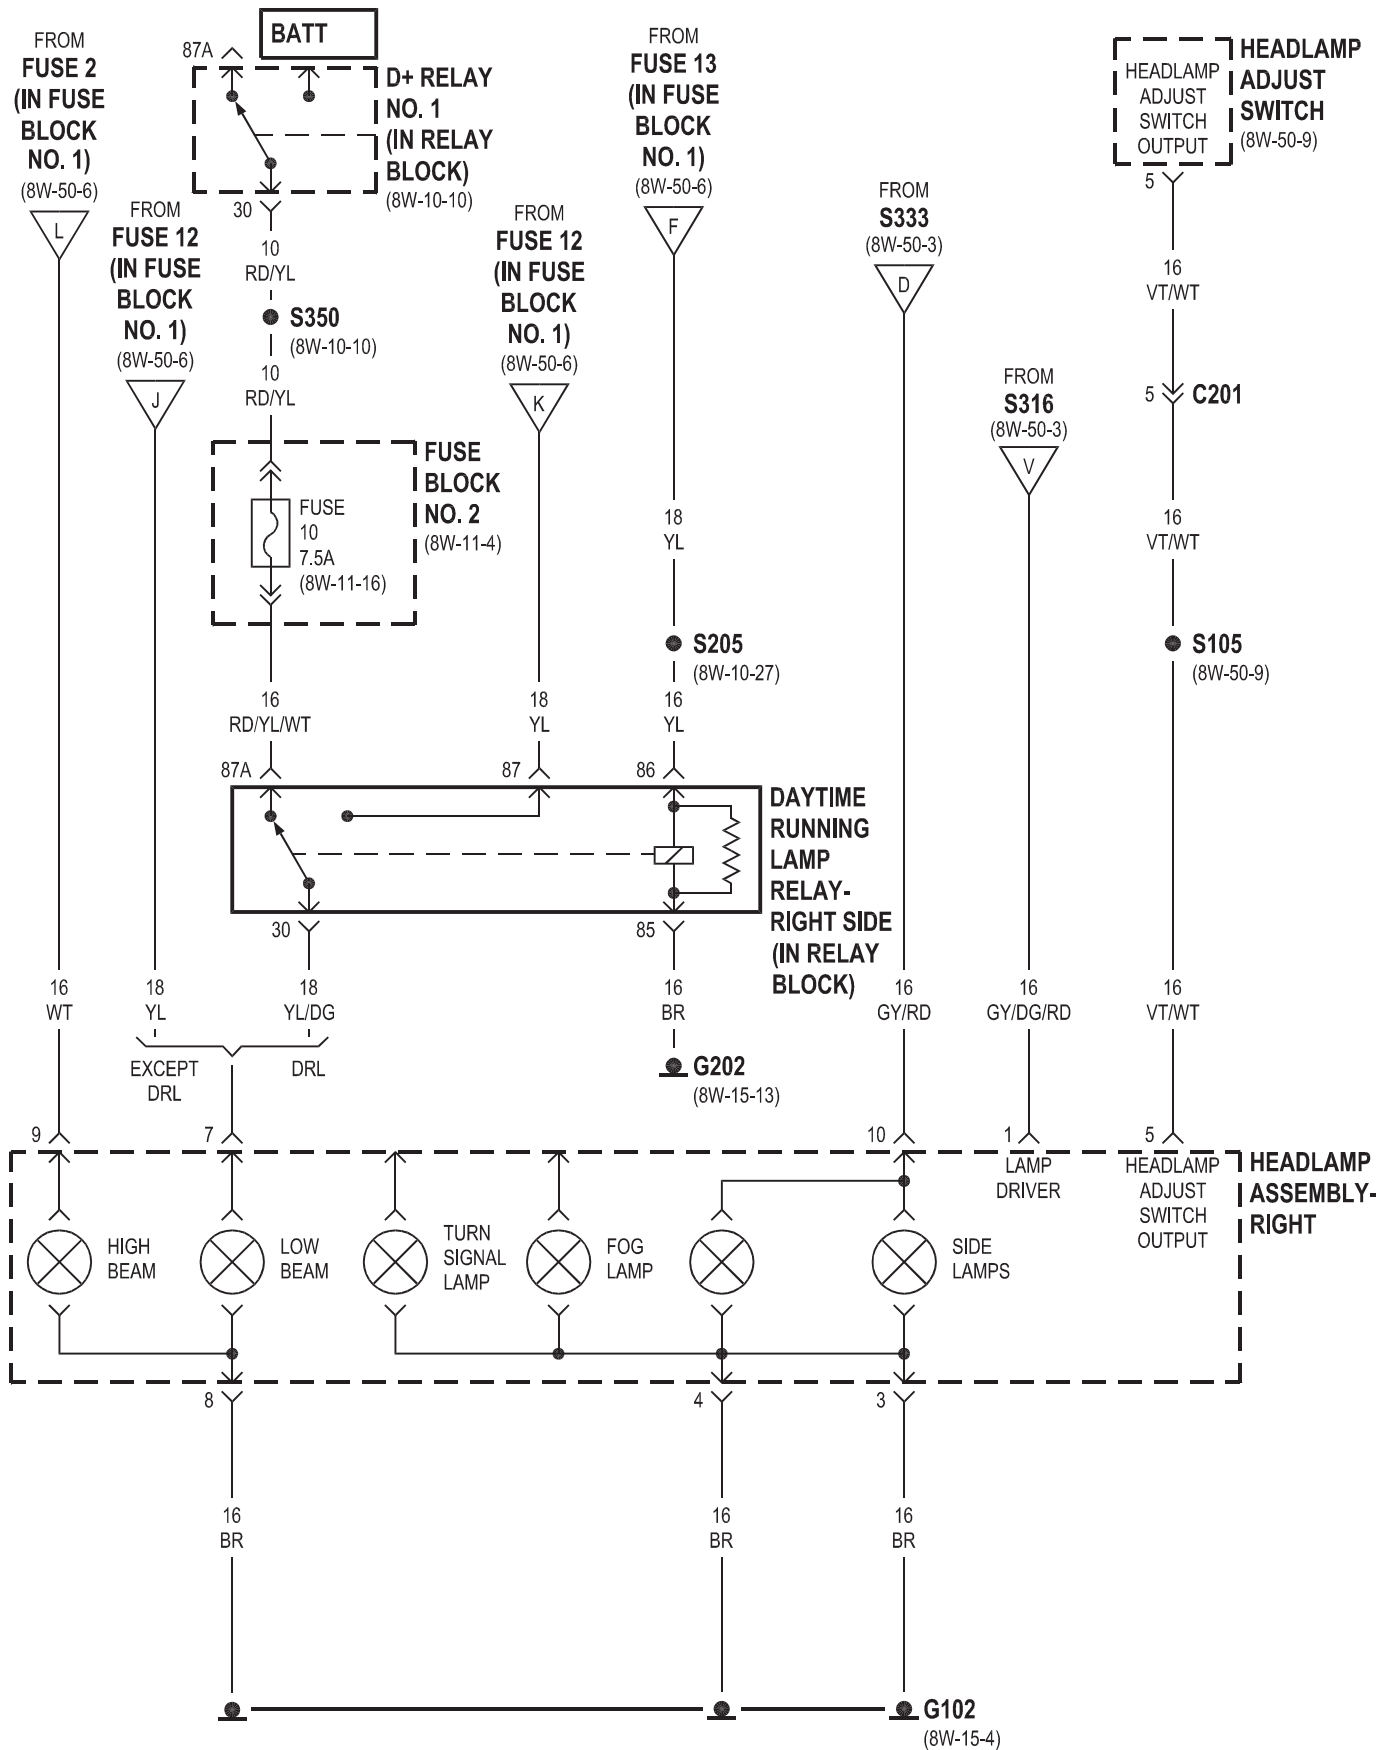 BATT
87A
FROM
FUSE 2
(IN FUSE
BLOCK
NO. 1)
(8W-50-6)
L
D+ RELAY
NO. 1
(IN RELAY
BLOCK)
(8W-10-10)
30
FROM
FUSE 13
(IN FUSE
BLOCK
NO. 1)
(8W-50-6)
F
HEADLAMP
ADJUST
SWITCH
OUTPUT
HEADLAMP
ADJUST
SWITCH
(8W-50-9)
5
FROM
FUSE 12
(IN FUSE
BLOCK
NO. 1)
(8W-50-6)
J
10
RD/YL
S350
(8W-10-10)
10
RD/YL
FROM
FUSE 12
(IN FUSE
BLOCK
NO. 1)
(8W-50-6)
K
FROM
S333
(8W-50-3)
D
16
VT/WT
FROM
S316
(8W-50-3)
V
5
C201
FUSE
BLOCK
NO. 2
(8W-11-4)
FUSE
10
7.5A
(8W-11-16)
18
YL
16
VT/WT
S205
(8W-10-27)
S105
(8W-50-9)
16
RD/YL/WT
18
YL
16
YL
87A
87
86
DAYTIME
RUNNING
LAMP
RELAY-
RIGHT SIDE
(IN RELAY
BLOCK)
30
85
16
WT
18
YL
18
YL/DG
16
BR
16
GY/RD
16
GY/DG/RD
16
VT/WT
EXCEPT
DRL
DRL
G202
(8W-15-13)
9
7
10
1
5
LAMP
DRIVER
HEADLAMP
ADJUST
SWITCH
OUTPUT
HEADLAMP
ASSEMBLY-
RIGHT
HIGH
BEAM
LOW
BEAM
TURN
SIGNAL
LAMP
FOG
LAMP
SIDE
LAMPS
8
4
3
16
BR
16
BR
16
BR
G102
(8W-15-4)